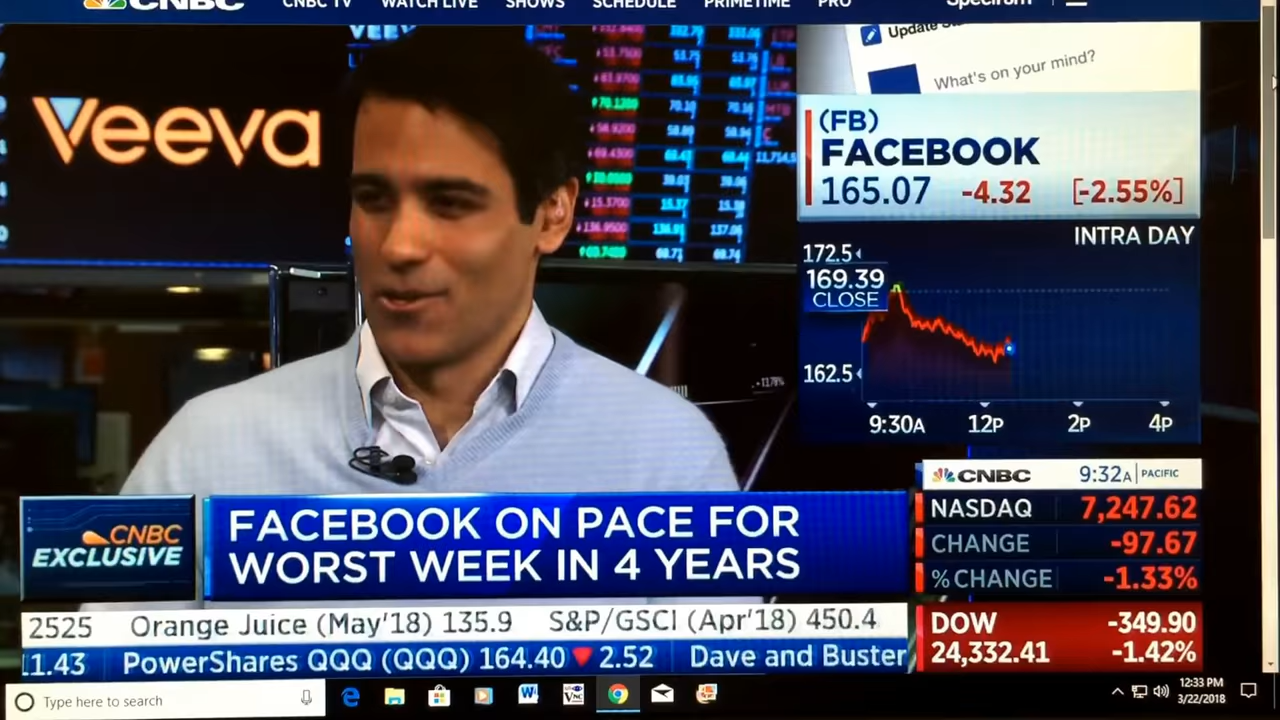 CNBC
CNBC TV WATCH LIVE SHOWS SCHEDULE PRIMETIME PRO Spectrum
Update
What's on your mind?
Veeva
(FB)
FACEBOOK
165.07 -4.32 [-2.55%]
INTRA DAY
172.5
169.39
CLOSE
162.5
9:30A 12P 2P 4P
CNBC 9:32A PACIFIC
NASDAQ 7,247.62
CHANGE -97.67
% CHANGE -1.33%
DOW -349.90
24,332.41 -1.42%
CNBC
EXCLUSIVE
FACEBOOK ON PACE FOR
WORST WEEK IN 4 YEARS
2525 Orange Juice (May'18) 135.9 S&P/GSCI (Apr'18) 450.4
1.43 PowerShares QQQ (QQQ) 164.40 ▼ 2.52 Dave and Buster
Type here to search
12:33 PM
3/22/2018